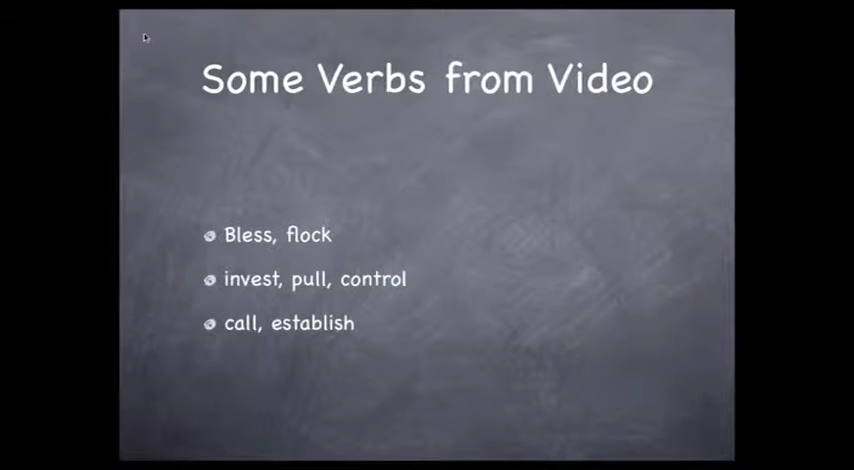 Some Verbs from Video
Bless, flock
invest, pull, control
call, establish